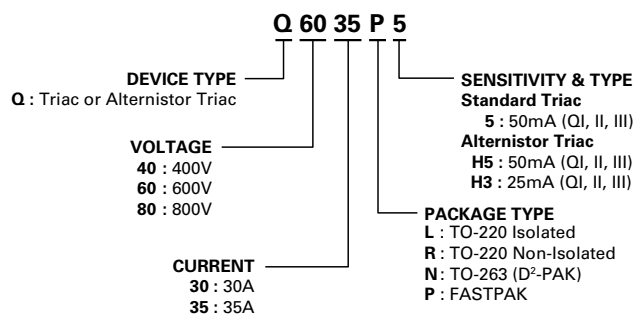 Q 60 35 P 5
DEVICE TYPE
Q : Triac or Alternistor Triac
VOLTAGE
40 : 400V
60 : 600V
80 : 800V
CURRENT
30 : 30A
35 : 35A
SENSITIVITY & TYPE
Standard Triac
5 : 50mA (QI, II, III)
Alternistor Triac
H5 : 50mA (QI, II, III)
H3 : 25mA (QI, II, III)
PACKAGE TYPE
L : TO-220 Isolated
R : TO-220 Non-Isolated
N : TO-263 (D²-PAK)
P : FASTPAK